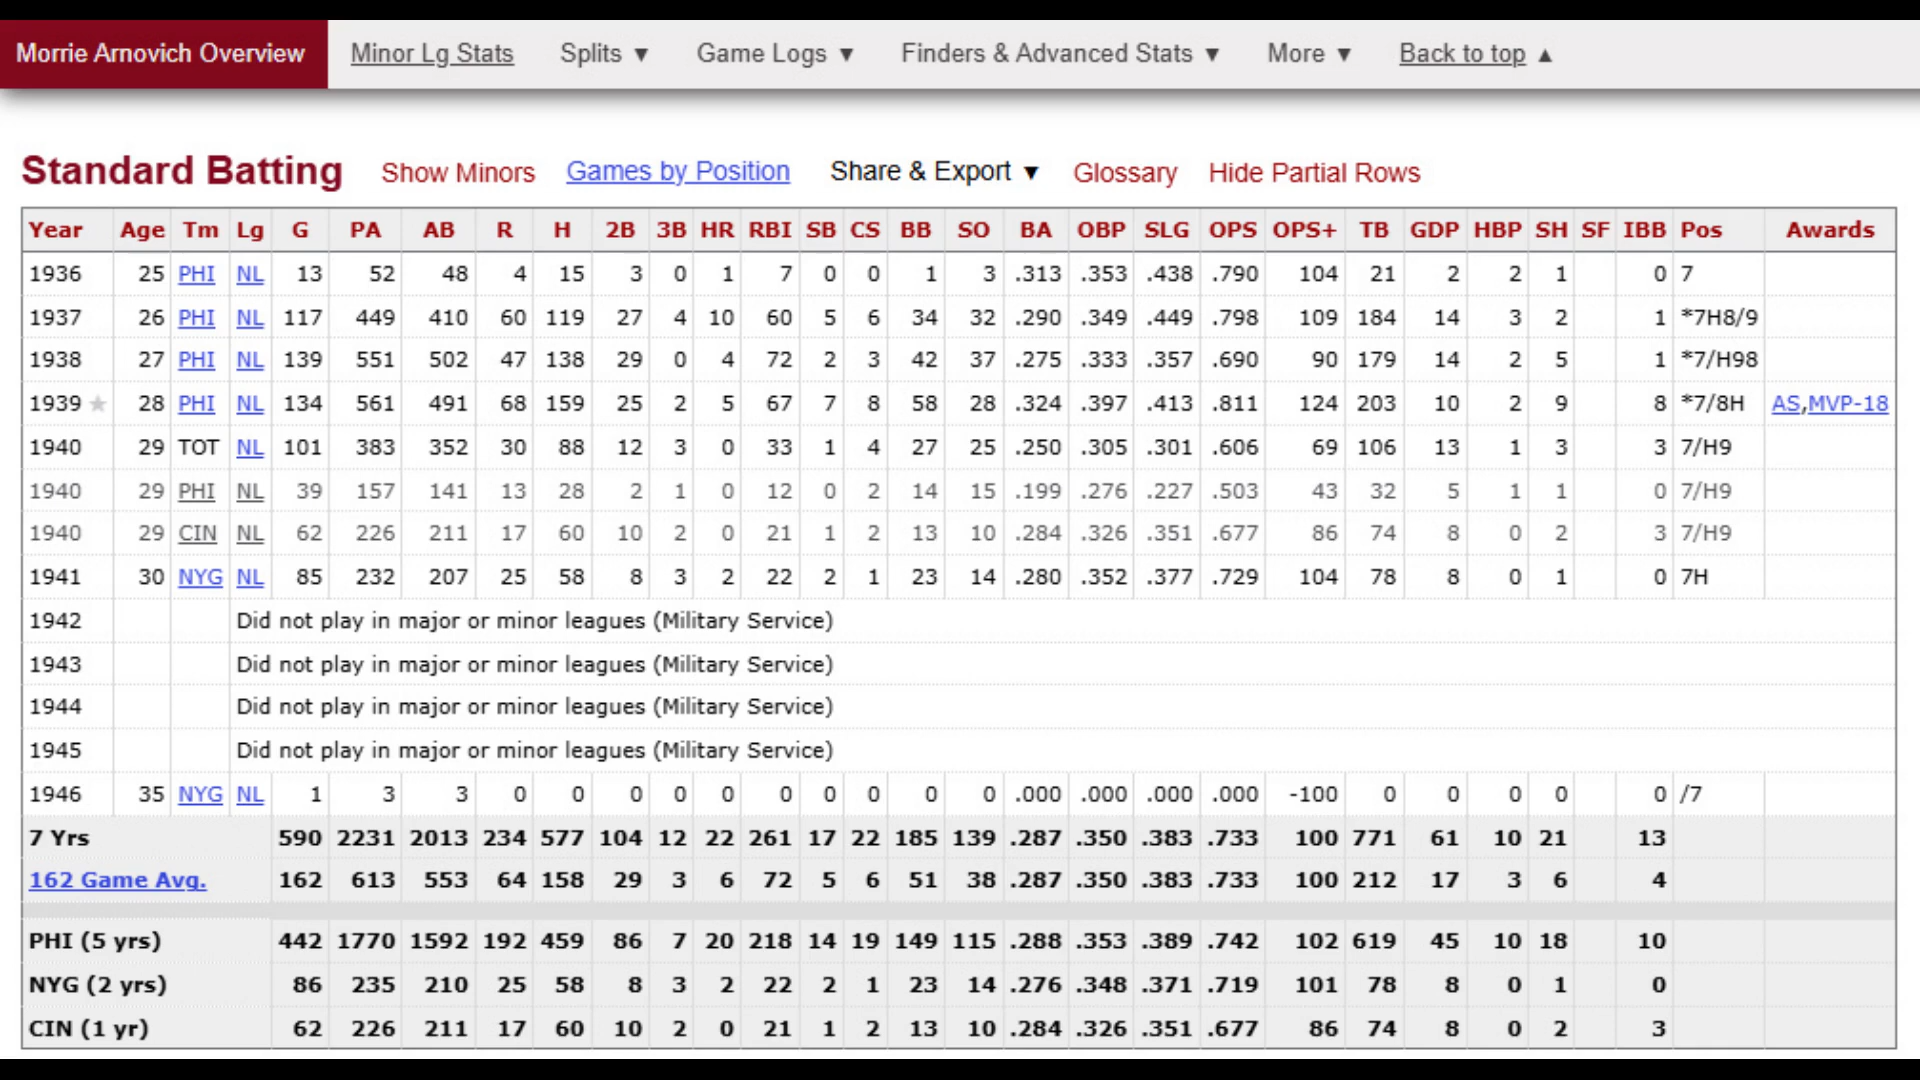 Morrie Arnovich Overview Minor Lg Stats Splits ▼ Game Logs ▼ Finders & Advanced Stats ▼ More ▼ Back to top ▲
Standard Batting Show Minors Games by Position Share & Export ▼ Glossary Hide Partial Rows
Year Age Tm Lg G PA AB R H 2B 3B HR RBI SB CS BB SO BA OBP SLG OPS OPS+ TB GDP HBP SH SF IBB Pos Awards
1936 25 PHI NL 13 52 48 4 15 3 0 1 7 0 0 1 3 .313 .353 .438 .790 104 21 2 2 1 0 7
1937 26 PHI NL 117 449 410 60 119 27 4 10 60 5 6 34 32 .290 .349 .449 .798 109 184 14 3 2 1 *7H8/9
1938 27 PHI NL 139 551 502 47 138 29 0 4 72 2 3 42 37 .275 .333 .357 .690 90 179 14 2 5 1 *7/H98
1939 ★ 28 PHI NL 134 561 491 68 159 25 2 5 67 7 8 58 28 .324 .397 .413 .811 124 203 10 2 9 8 *7/8H AS,MVP-18
1940 29 TOT NL 101 383 352 30 88 12 3 0 33 1 4 27 25 .250 .305 .301 .606 69 106 13 1 3 3 7/H9
1940 29 PHI NL 39 157 141 13 28 2 1 0 12 0 2 14 15 .199 .276 .227 .503 43 32 5 1 1 0 7/H9
1940 29 CIN NL 62 226 211 17 60 10 2 0 21 1 2 13 10 .284 .326 .351 .677 86 74 8 0 2 3 7/H9
1941 30 NYG NL 85 232 207 25 58 8 3 2 22 2 1 23 14 .280 .352 .377 .729 104 78 8 0 1 0 7H
1942 Did not play in major or minor leagues (Military Service)
1943 Did not play in major or minor leagues (Military Service)
1944 Did not play in major or minor leagues (Military Service)
1945 Did not play in major or minor leagues (Military Service)
1946 35 NYG NL 1 3 3 0 0 0 0 0 0 0 0 0 0 .000 .000 .000 .000 -100 0 0 0 0 0 /7
7 Yrs 590 2231 2013 234 577 104 12 22 261 17 22 185 139 .287 .350 .383 .733 100 771 61 10 21 13
162 Game Avg. 162 613 553 64 158 29 3 6 72 5 6 51 38 .287 .350 .383 .733 100 212 17 3 6 4
PHI (5 yrs) 442 1770 1592 192 459 86 7 20 218 14 19 149 115 .288 .353 .389 .742 102 619 45 10 18 10
NYG (2 yrs) 86 235 210 25 58 8 3 2 22 2 1 23 14 .276 .348 .371 .719 101 78 8 0 1 0
CIN (1 yr) 62 226 211 17 60 10 2 0 21 1 2 13 10 .284 .326 .351 .677 86 74 8 0 2 3